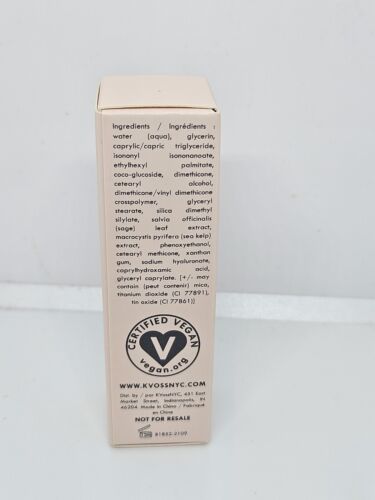 Ingredients / Ingrédients :
water (aqua), glycerin,
caprylic/capric triglyceride,
isononyl isononanoate,
ethylhexyl palmitate,
coco-glucoside, dimethicone,
cetearyl alcohol,
dimethicone/vinyl dimethicone
crosspolymer, glyceryl
stearate, silica dimethyl
silylate, salvia officinalis
(sage) leaf extract,
macrocystis pyrifera (sea kelp)
extract, phenoxyethanol,
cetearyl methicone, xanthan
gum, sodium hyaluronate,
caprylhydroxamic acid,
glyceryl caprylate. [+/- may
contain (peut contenir) mica,
titanium dioxide (CI 77891),
tin oxide (CI 77861)]
CERTIFIED VEGAN
V
vegan.org
WWW.KVOSSNYC.COM
Dist. by / par KVossNYC, 431 East
Market Street, Indianapolis, IN
46204 Made in China / Fabriqué
en Chine
NOT FOR RESALE
81852-2109